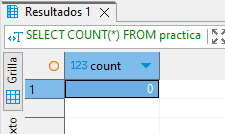 Resultados 1
SELECT COUNT(*) FROM practica
Grilla
123 count
1
0